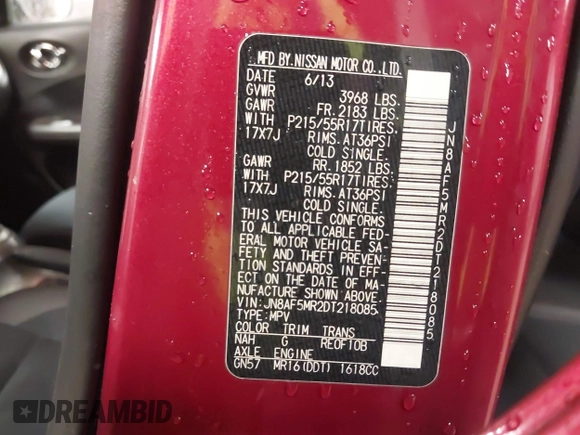 MFD BY.NISSAN MOTOR CO.,LTD.
DATE 6/13
GVWR 3968 LBS.
GAWR FR.2183 LBS.
WITH P215/55R17TIRES.
17X7J RIMS.AT36PSI
COLD SINGLE.
GAWR RR.1852 LBS.
WITH P215/55R17TIRES.
17X7J RIMS.AT36PSI
COLD SINGLE.
THIS VEHICLE CONFORMS
TO ALL APPLICABLE FED-
ERAL MOTOR VEHICLE SA-
FETY AND THEFT PREVEN-
TION STANDARDS IN EFF-
ECT ON THE DATE OF MA-
NUFACTURE SHOWN ABOVE.
VIN:JN8AF5MR2DT218085
TYPE:MPV
COLOR TRIM TRANS
NAH G RE0F10B
AXLE ENGINE
GN57 MR16(DDT) 1618CC
JN8AF5MR2DT218085
DREAMBID